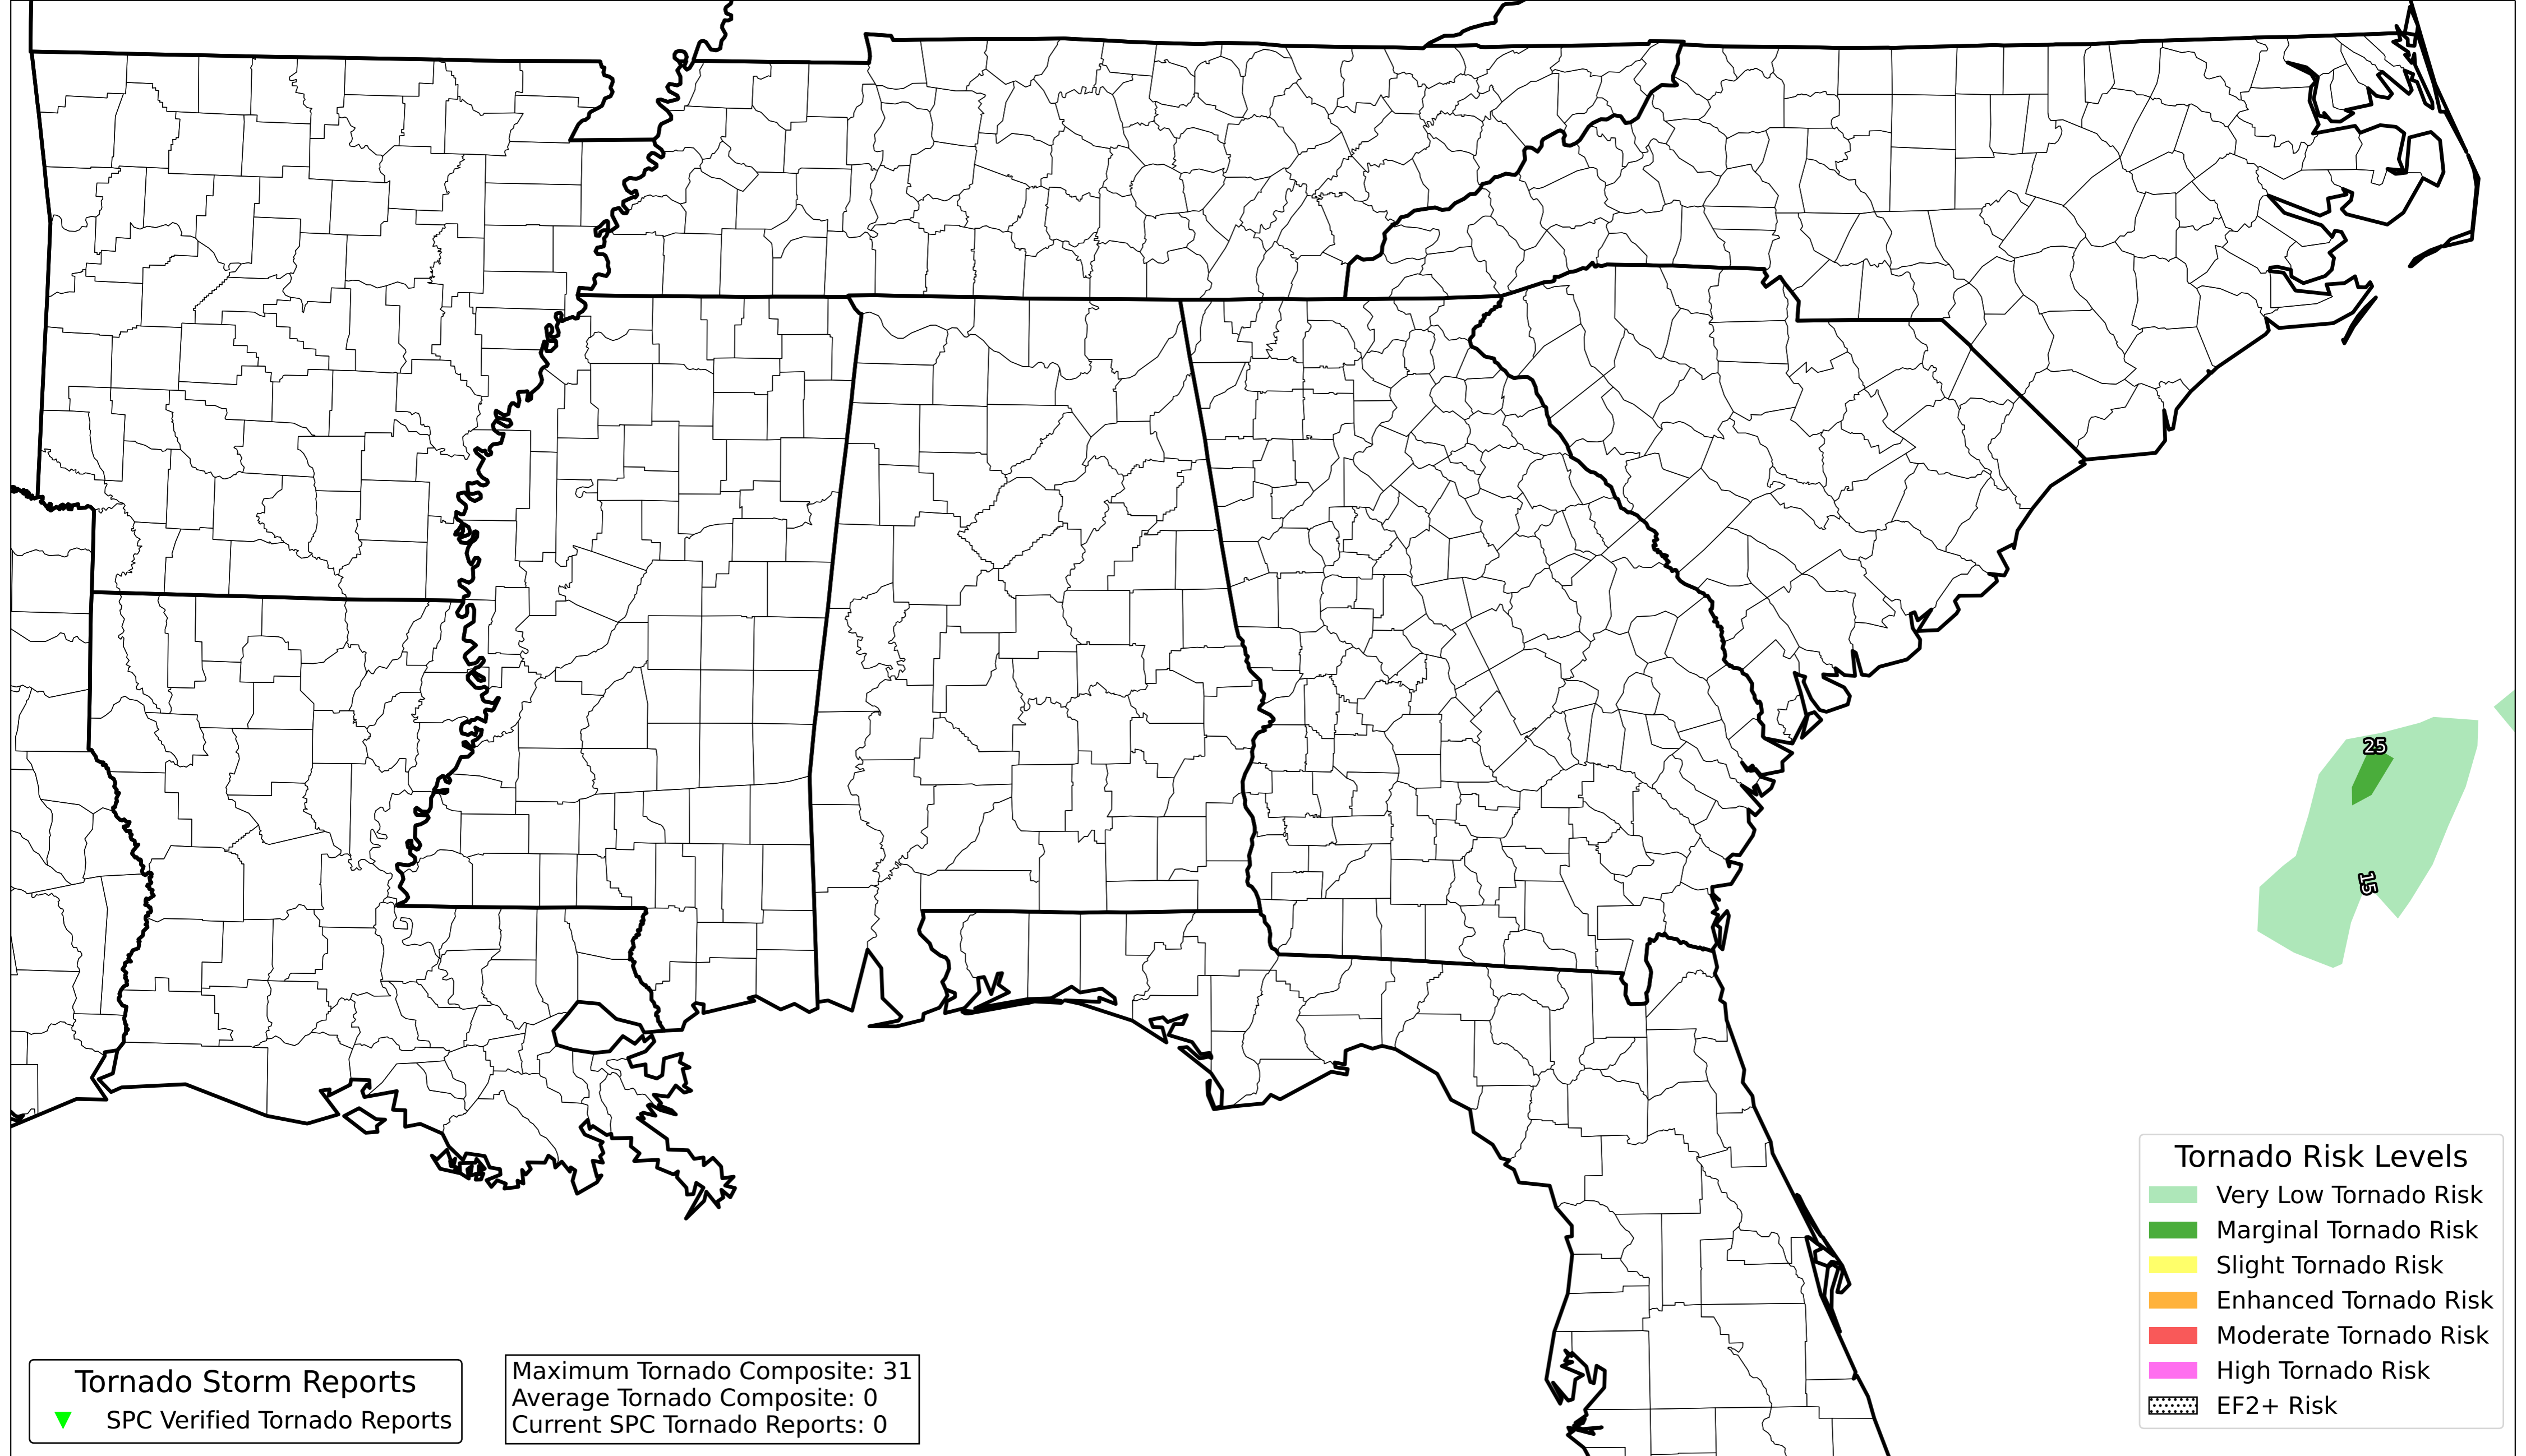 25
15
Tornado Risk Levels
Very Low Tornado Risk
Marginal Tornado Risk
Slight Tornado Risk
Enhanced Tornado Risk
Moderate Tornado Risk
High Tornado Risk
EF2+ Risk
Tornado Storm Reports
SPC Verified Tornado Reports
Maximum Tornado Composite: 31
Average Tornado Composite: 0
Current SPC Tornado Reports: 0